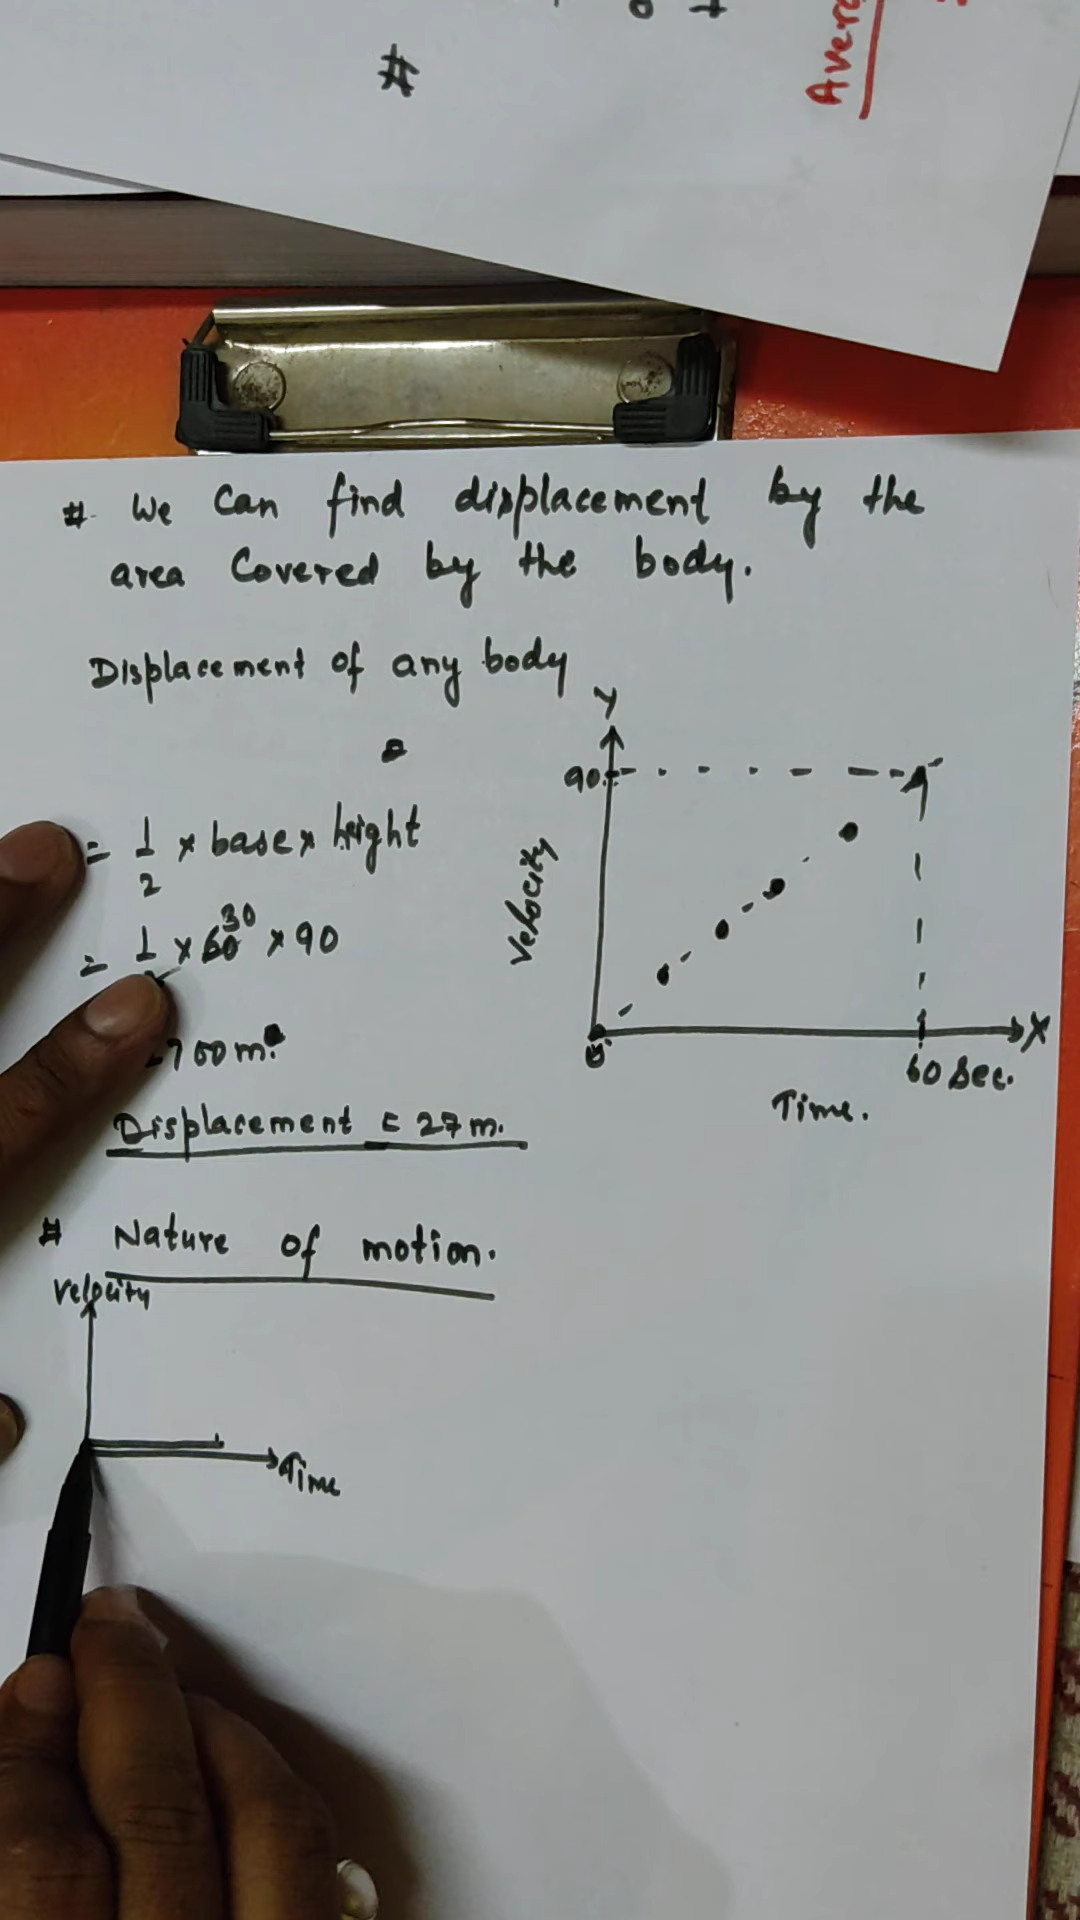 Avera
#
# We Can find displacement by the
area Covered by the body.
Displacement of any body
= 1/2 × base × height
= 1/2 × 60 30 × 90
2700 m.
Displacement = 27 m.
Y
90
Velocity
0
60 Sec.
X
Time.
# Nature of motion.
Velocity
Time